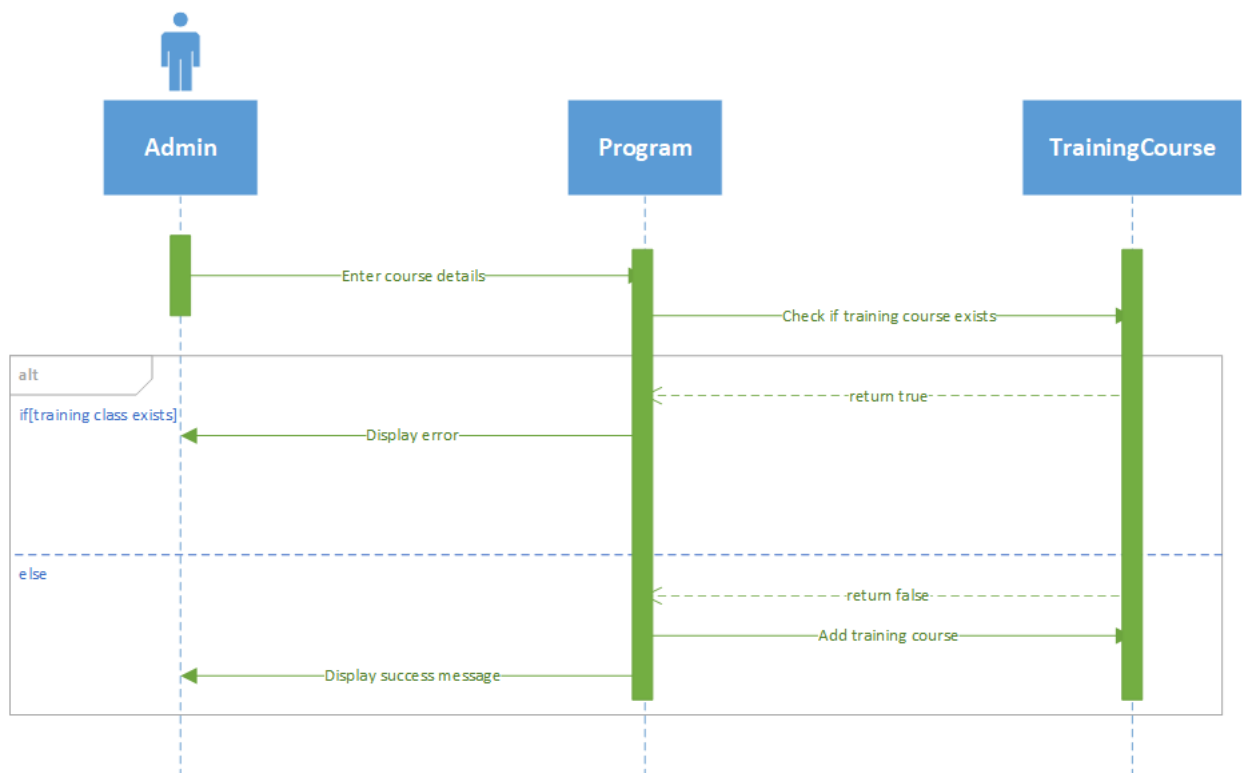 Admin
Program
TrainingCourse
Enter course details
Check if training course exists
alt
return true
if[training class exists]
Display error
else
return false
Add training course
Display success message